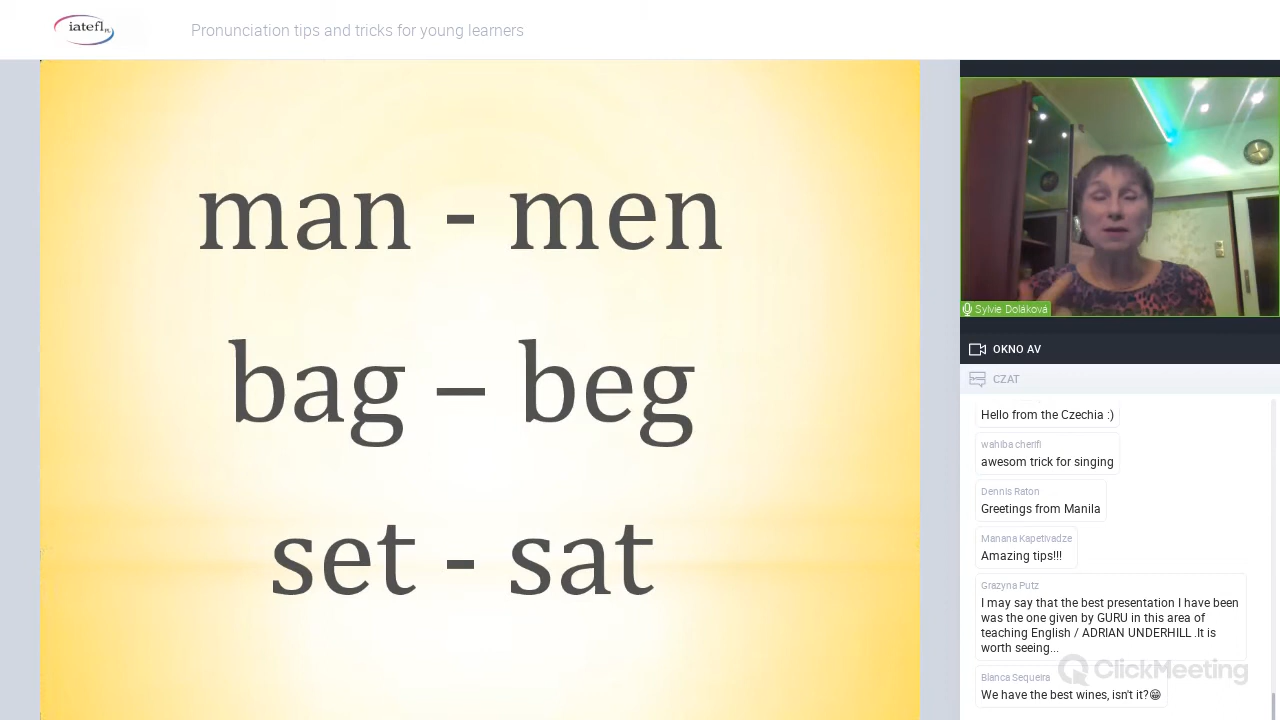 iatefl PL
Pronunciation tips and tricks for young learners
man - men
bag – beg
set - sat
Sylvie Doláková
OKNO AV
CZAT
Hello from the Czechia :)
wahiba cherifi
awesom trick for singing
Dennis Raton
Greetings from Manila
Manana Kapetivadze
Amazing tips!!!
Grazyna Putz
I may say that the best presentation I have been
was the one given by GURU in this area of
teaching English / ADRIAN UNDERHILL .It is
worth seeing...
ClickMeeting
Blanca Sequeira
We have the best wines, isn't it?😁